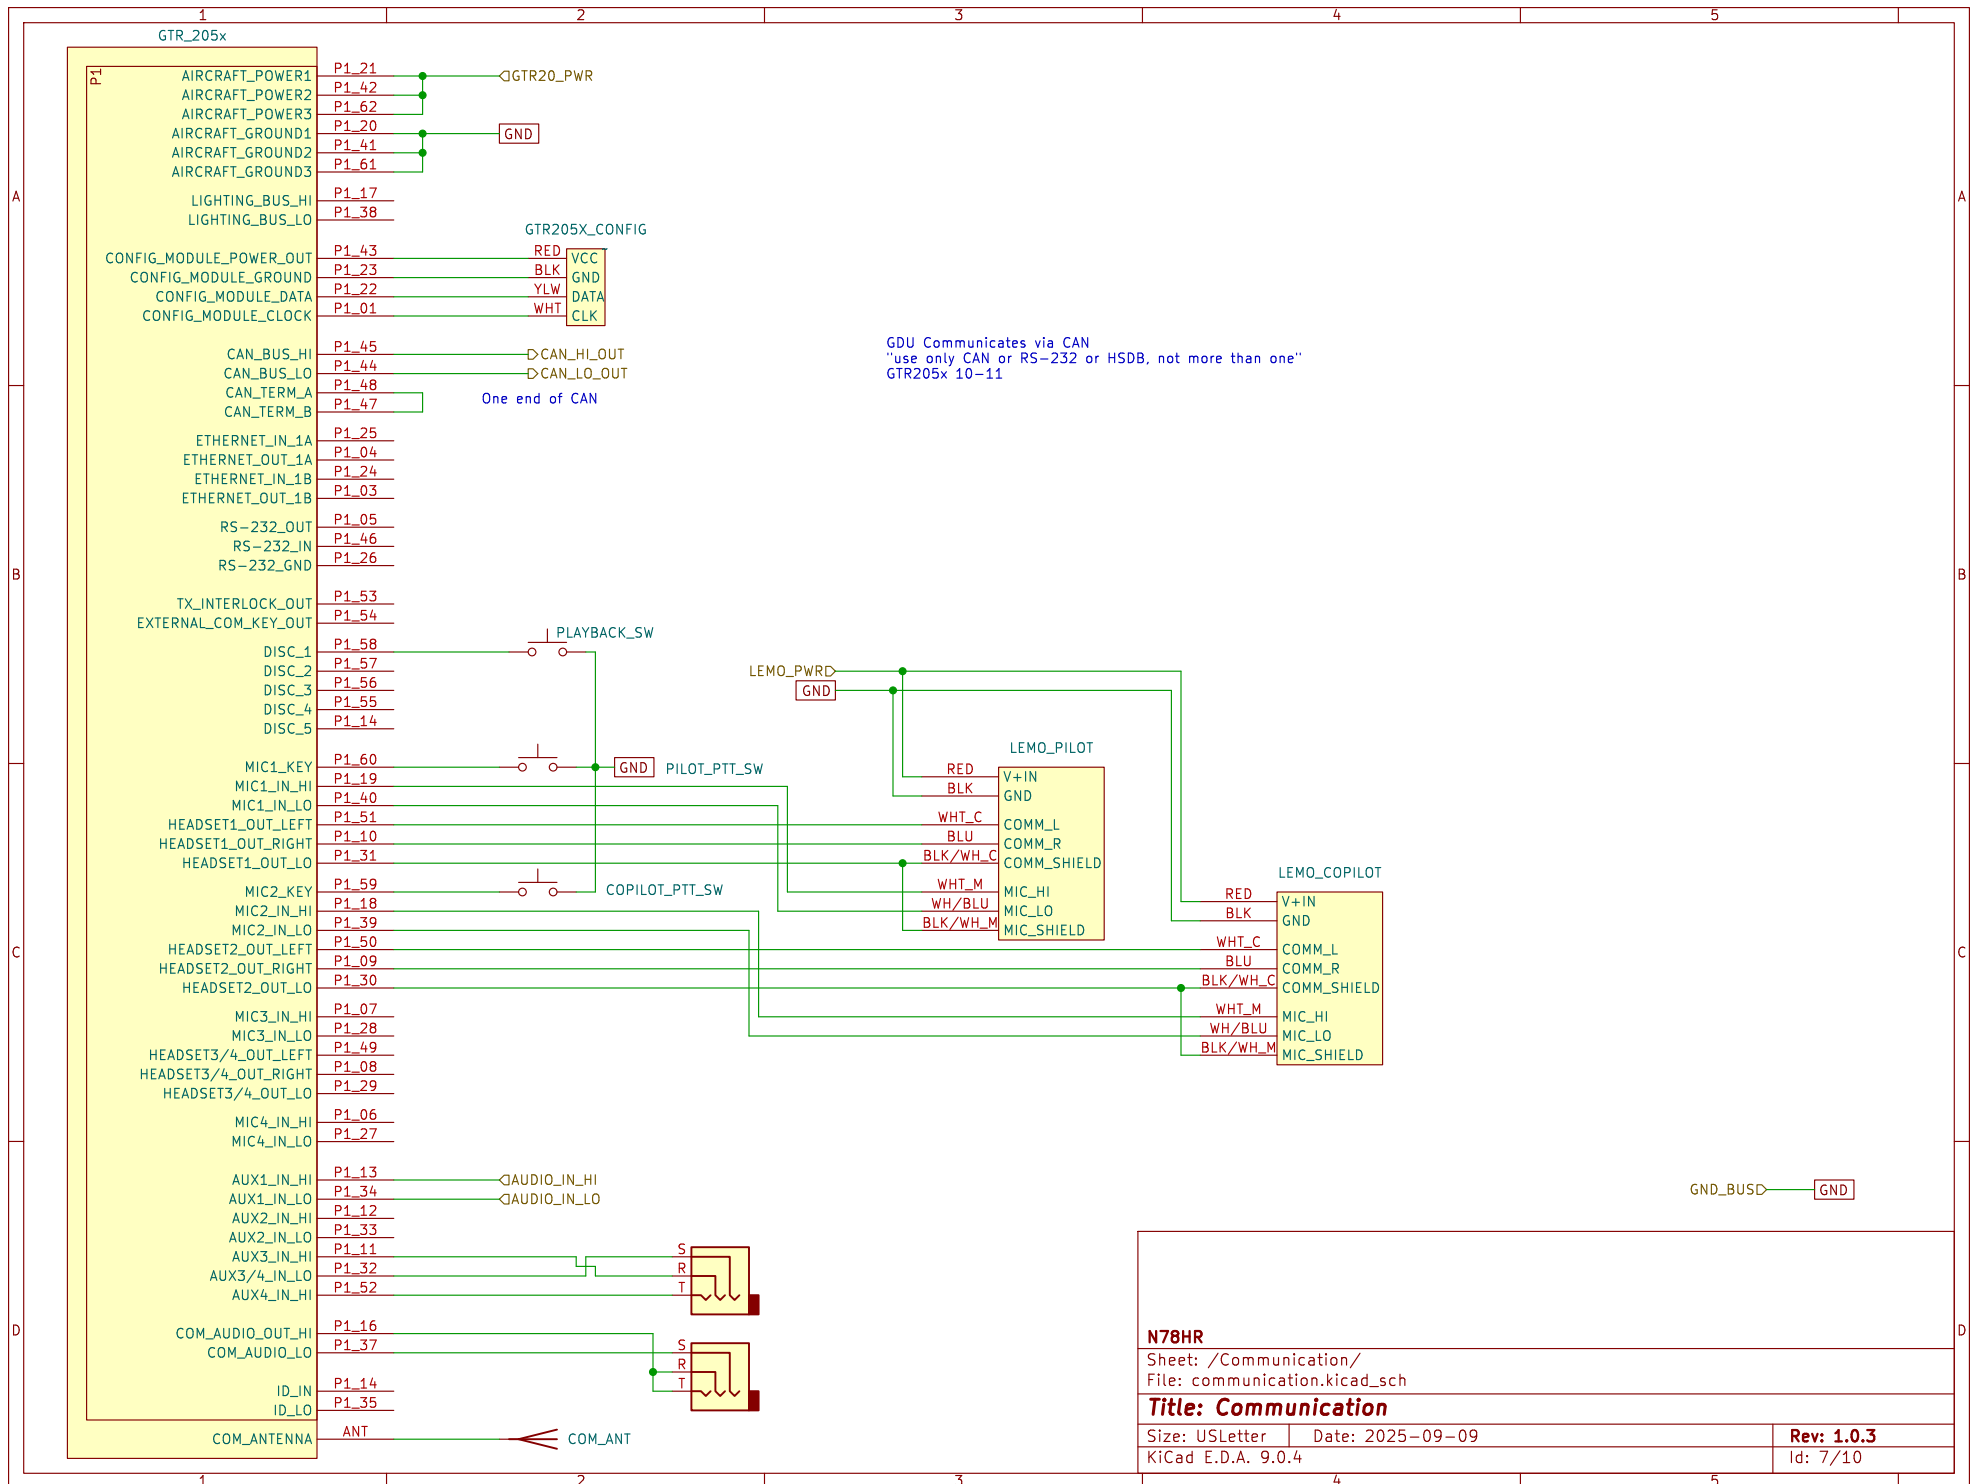 1 2 3 4 5
GTR_205x
P1
AIRCRAFT_POWER1 P1_21 GTR20_PWR
AIRCRAFT_POWER2 P1_42
AIRCRAFT_POWER3 P1_62
AIRCRAFT_GROUND1 P1_20 GND
AIRCRAFT_GROUND2 P1_41
AIRCRAFT_GROUND3 P1_61
A A
LIGHTING_BUS_HI P1_17
LIGHTING_BUS_LO P1_38
GTR205X_CONFIG
CONFIG_MODULE_POWER_OUT P1_43 RED VCC
CONFIG_MODULE_GROUND P1_23 BLK GND
CONFIG_MODULE_DATA P1_22 YLW DATA
CONFIG_MODULE_CLOCK P1_01 WHT CLK
GDU Communicates via CAN
"use only CAN or RS-232 or HSDB, not more than one"
GTR205x 10-11
CAN_BUS_HI P1_45 CAN_HI_OUT
CAN_BUS_LO P1_44 CAN_LO_OUT
CAN_TERM_A P1_48
One end of CAN
CAN_TERM_B P1_47
ETHERNET_IN_1A P1_25
ETHERNET_OUT_1A P1_04
ETHERNET_IN_1B P1_24
ETHERNET_OUT_1B P1_03
RS-232_OUT P1_05
RS-232_IN P1_46
RS-232_GND P1_26
B B
TX_INTERLOCK_OUT P1_53
EXTERNAL_COM_KEY_OUT P1_54
PLAYBACK_SW
DISC_1 P1_58
DISC_2 P1_57 LEMO_PWR
DISC_3 P1_56 GND
DISC_4 P1_55
DISC_5 P1_14
MIC1_KEY P1_60 GND PILOT_PTT_SW
MIC1_IN_HI P1_19
MIC1_IN_LO P1_40
HEADSET1_OUT_LEFT P1_51
HEADSET1_OUT_RIGHT P1_10
HEADSET1_OUT_LO P1_31
LEMO_PILOT
RED V+IN
BLK GND
WHT_C COMM_L
BLU COMM_R
BLK/WH_C COMM_SHIELD
WHT_M MIC_HI
WH/BLU MIC_LO
BLK/WH_M MIC_SHIELD
MIC2_KEY P1_59 COPILOT_PTT_SW
MIC2_IN_HI P1_18
MIC2_IN_LO P1_39
HEADSET2_OUT_LEFT P1_50
HEADSET2_OUT_RIGHT P1_09
HEADSET2_OUT_LO P1_30
LEMO_COPILOT
RED V+IN
BLK GND
WHT_C COMM_L
BLU COMM_R
BLK/WH_C COMM_SHIELD
WHT_M MIC_HI
WH/BLU MIC_LO
BLK/WH_M MIC_SHIELD
C C
MIC3_IN_HI P1_07
MIC3_IN_LO P1_28
HEADSET3/4_OUT_LEFT P1_49
HEADSET3/4_OUT_RIGHT P1_08
HEADSET3/4_OUT_LO P1_29
MIC4_IN_HI P1_06
MIC4_IN_LO P1_27
AUX1_IN_HI P1_13 AUDIO_IN_HI
AUX1_IN_LO P1_34 AUDIO_IN_LO
GND_BUS GND
AUX2_IN_HI P1_12
AUX2_IN_LO P1_33
AUX3_IN_HI P1_11 S
AUX3/4_IN_LO P1_32 R
AUX4_IN_HI P1_52 T
D D
COM_AUDIO_OUT_HI P1_16
COM_AUDIO_LO P1_37 S
R
T
ID_IN P1_14
ID_LO P1_35
COM_ANTENNA ANT COM_ANT
N78HR
Sheet: /Communication/
File: communication.kicad_sch
Title: Communication
Size: USLetter Date: 2025-09-09 Rev: 1.0.3
KiCad E.D.A. 9.0.4 Id: 7/10
1 2 3 4 5